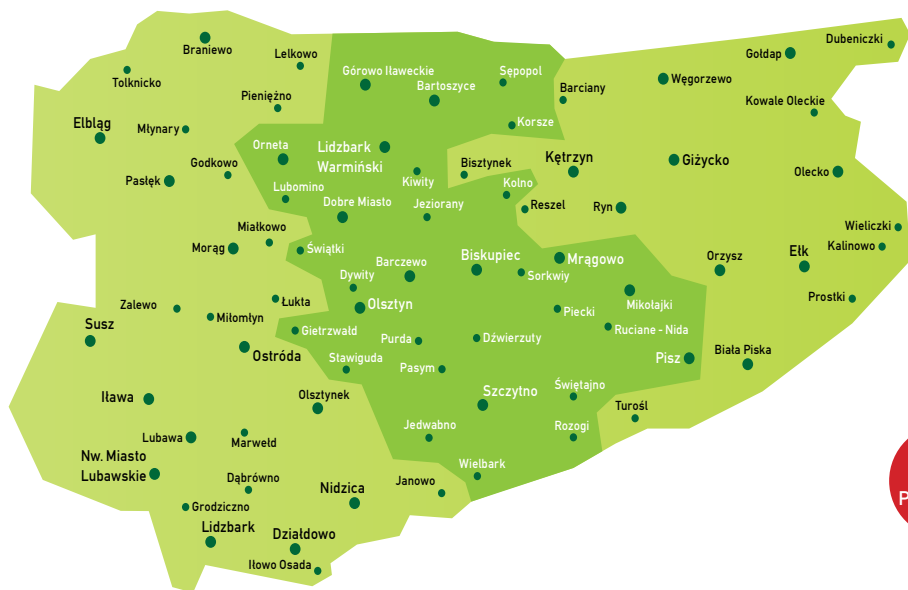 Dubeniczki
Braniewo
Lelkowo
Gołdap
Tolknicko
Górowo Iławeckie
Sępopol
Węgorzewo
Bartoszyce
Barciany
Pieniężno
Kowale Oleckie
Elbląg
Młynary
Korsze
Orneta
Lidzbark
Warmiński
Godkowo
Bisztynek
Kętrzyn
Giżycko
Pasłęk
Kiwity
Kolno
Olecko
Lubomino
Dobre Miasto
Jeziorany
Reszel
Ryn
Miałkowo
Wieliczki
Morąg
Świątki
Kalinowo
Barczewo
Biskupiec
Mrągowo
Orzysz
Ełk
Dywity
Sorkwiy
Zalewo
Łukta
Olsztyn
Mikołajki
Prostki
Miłomłyn
Piecki
Susz
Gietrzwałd
Ruciane - Nida
Purda
Dźwierzuty
Ostróda
Stawiguda
Pasym
Pisz
Biała Piska
Iława
Olsztynek
Szczytno
Świętajno
Turośl
Lubawa
Marwełd
Jedwabno
Rozogi
Nw. Miasto
Lubawskie
Dąbrówno
Nidzica
Janowo
Wielbark
Grodziczno
Lidzbark
Działdowo
Iłowo Osada
P